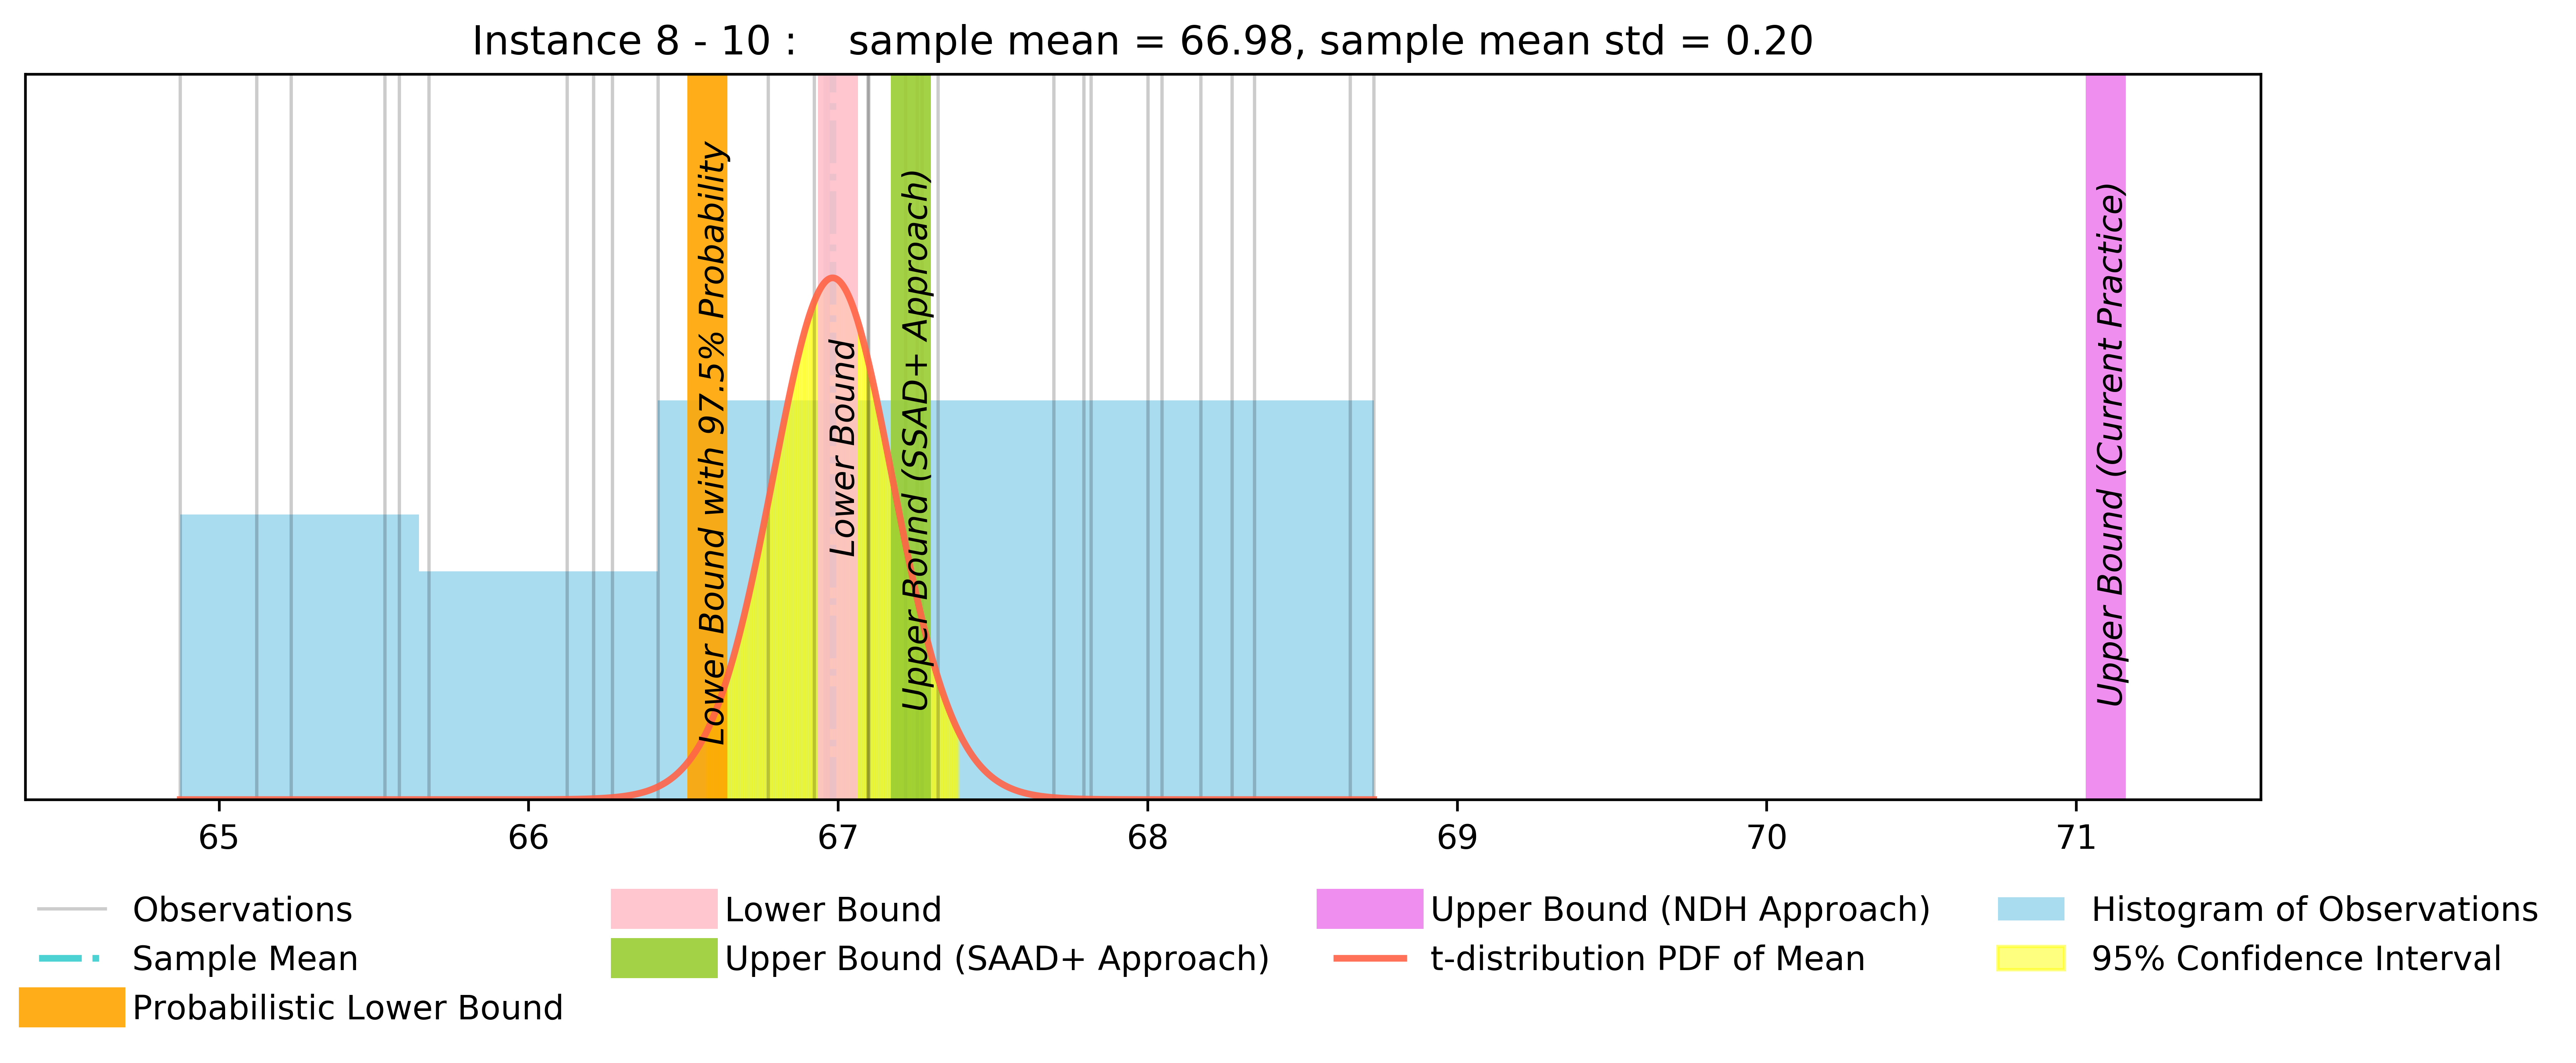 Instance 8 - 10 :    sample mean = 66.98, sample mean std = 0.20
Lower Bound with 97.5% Probability
Lower Bound
Upper Bound (SSAD+ Approach)
Upper Bound (Current Practice)
65 66 67 68 69 70 71
Observations
Sample Mean
Probabilistic Lower Bound
Lower Bound
Upper Bound (SAAD+ Approach)
Upper Bound (NDH Approach)
t-distribution PDF of Mean
Histogram of Observations
95% Confidence Interval